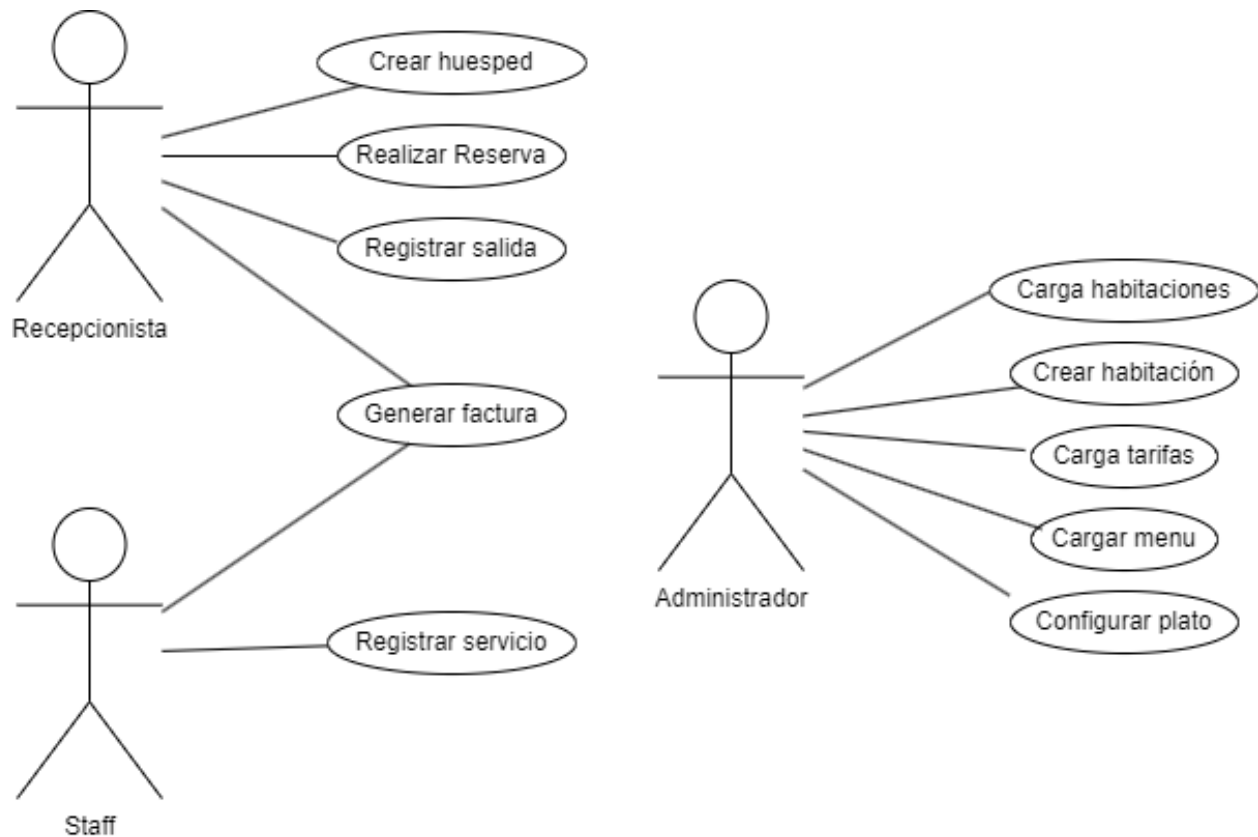 Crear huesped
Realizar Reserva
Registrar salida
Recepcionista
Generar factura
Registrar servicio
Staff
Carga habitaciones
Crear habitación
Carga tarifas
Cargar menu
Configurar plato
Administrador